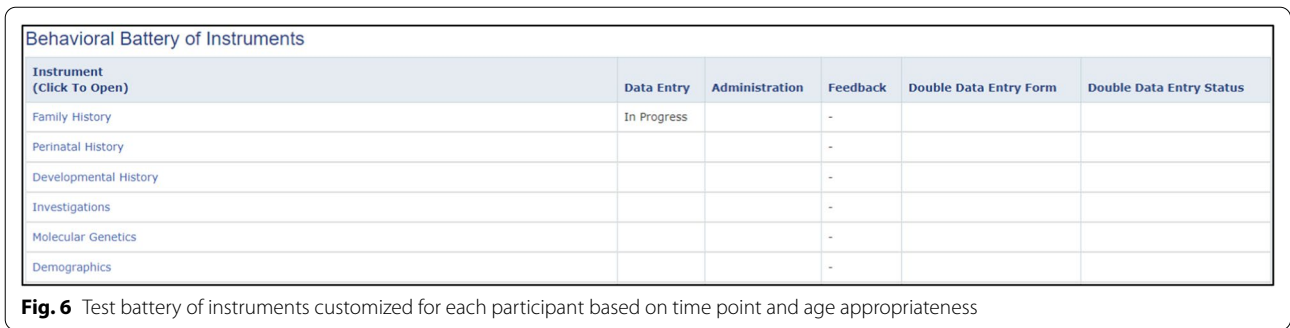 Behavioral Battery of Instruments
Instrument
(Click To Open) Data Entry Administration Feedback Double Data Entry Form Double Data Entry Status
Family History In Progress -
Perinatal History -
Developmental History -
Investigations -
Molecular Genetics -
Demographics -
Fig. 6 Test battery of instruments customized for each participant based on time point and age appropriateness